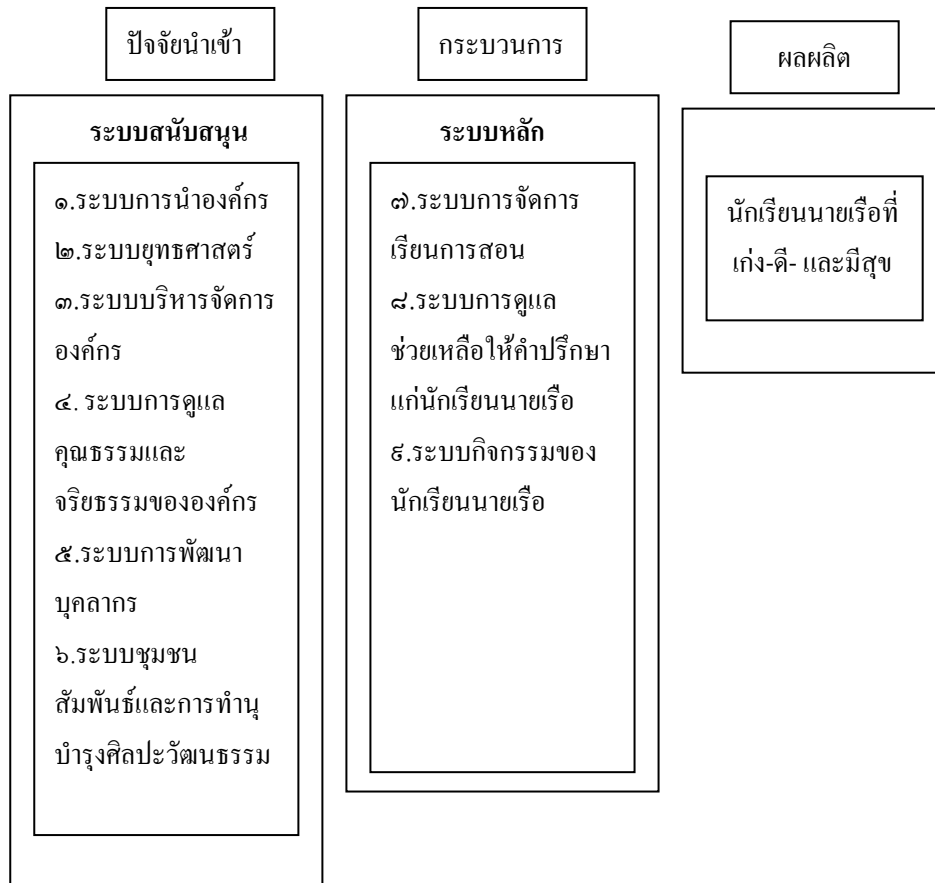 ปัจจัยนำเข้า
ระบบสนับสนุน
๑.ระบบการนำองค์กร
๒.ระบบยุทธศาสตร์
๓.ระบบบริหารจัดการ
องค์กร
๔. ระบบการดูแล
คุณธรรมและ
จริยธรรมขององค์กร
๕.ระบบการพัฒนา
บุคลากร
๖.ระบบชุมชน
สัมพันธ์และการทำนุ
บำรุงศิลปะวัฒนธรรม
กระบวนการ
ระบบหลัก
๗.ระบบการจัดการ
เรียนการสอน
๘.ระบบการดูแล
ช่วยเหลือให้คำปรึกษา
แก่นักเรียนนายเรือ
๙.ระบบกิจกรรมของ
นักเรียนนายเรือ
ผลผลิต
นักเรียนนายเรือที่
เก่ง-ดี- และมีสุข